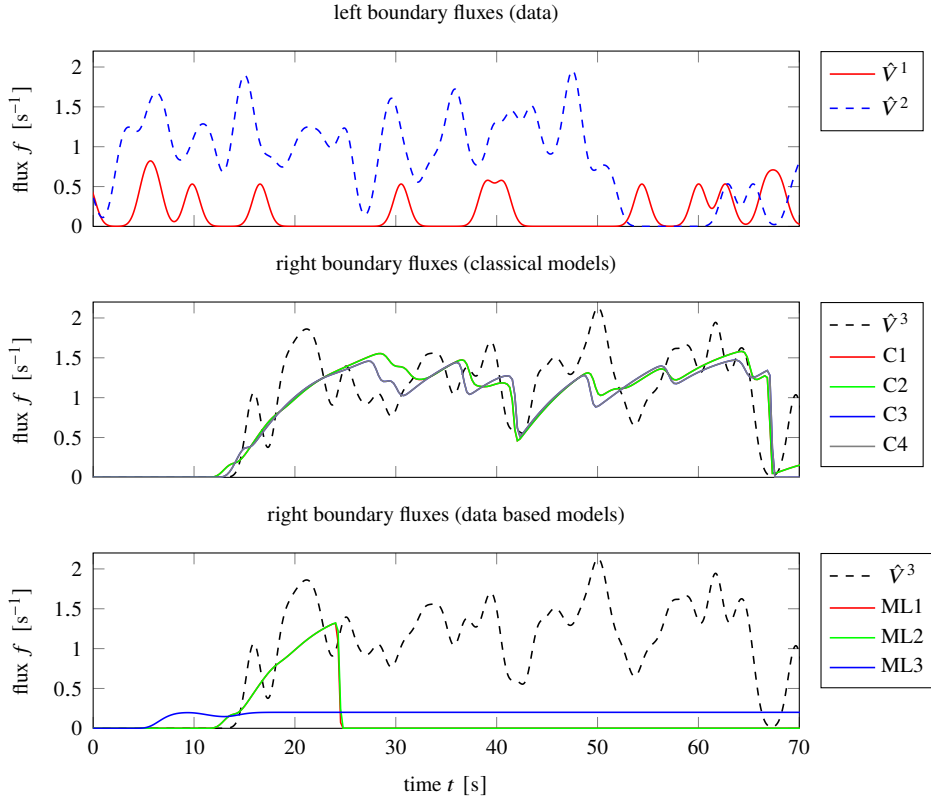 left boundary fluxes (data)
2
1.5
1
0.5
0
flux f [s⁻¹]
V̂¹
V̂²
right boundary fluxes (classical models)
2
1.5
1
0.5
0
flux f [s⁻¹]
V̂³
C1
C2
C3
C4
right boundary fluxes (data based models)
2
1.5
1
0.5
0
flux f [s⁻¹]
V̂³
ML1
ML2
ML3
0 10 20 30 40 50 60 70
time t [s]